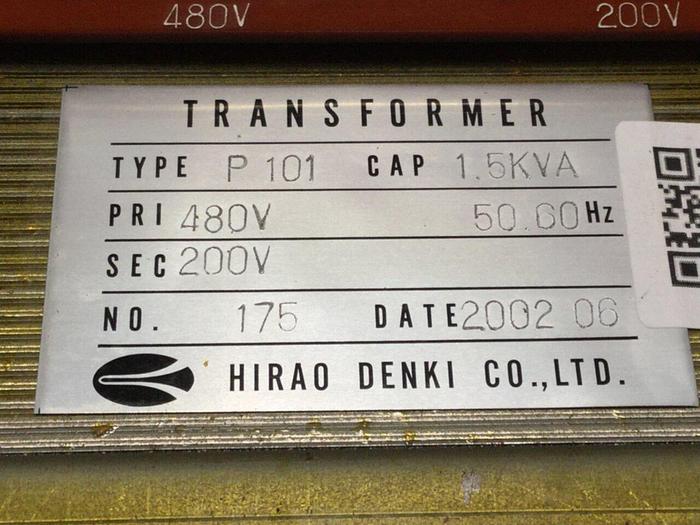 480V 200V
TRANSFORMER
TYPE P 101 CAP 1.5KVA
PRI 480V 50.60Hz
SEC 200V
NO. 175 DATE 2002 06
HIRAO DENKI CO.,LTD.